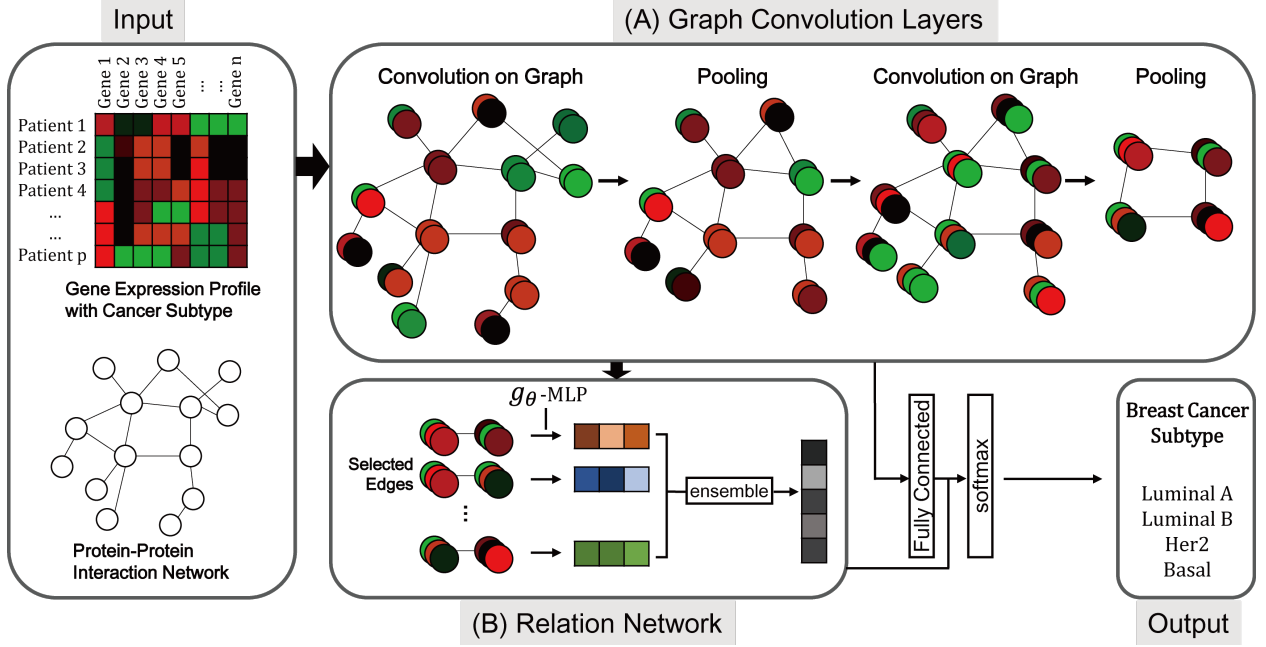 Input
Gene 1
Gene 2
Gene 3
Gene 4
Gene 5
...
...
Gene n
Patient 1
Patient 2
Patient 3
Patient 4
...
...
Patient p
Gene Expression Profile
with Cancer Subtype
Protein-Protein
Interaction Network
(A) Graph Convolution Layers
Convolution on Graph
Pooling
Convolution on Graph
Pooling
gθ-MLP
Selected
Edges
...
ensemble
(B) Relation Network
Fully Connected
softmax
Breast Cancer
Subtype
Luminal A
Luminal B
Her2
Basal
Output